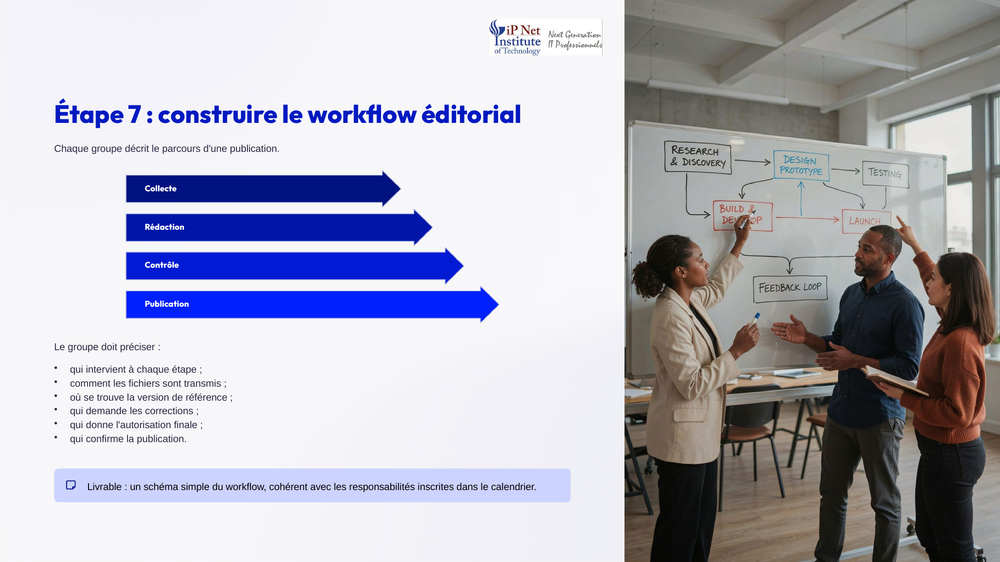 iP Net
Institute
of Technology
Next Generation
IT Professionnels
Étape 7 : construire le workflow éditorial
Chaque groupe décrit le parcours d'une publication.
Collecte
Rédaction
Contrôle
Publication
Le groupe doit préciser :
• qui intervient à chaque étape ;
• comment les fichiers sont transmis ;
• où se trouve la version de référence ;
• qui demande les corrections ;
• qui donne l'autorisation finale ;
• qui confirme la publication.
Livrable : un schéma simple du workflow, cohérent avec les responsabilités inscrites dans le calendrier.
RESEARCH
& DISCOVERY
DESIGN
PROTOTYPE
TESTING
BUILD &
DEVELOP
LAUNCH
FEEDBACK LOOP